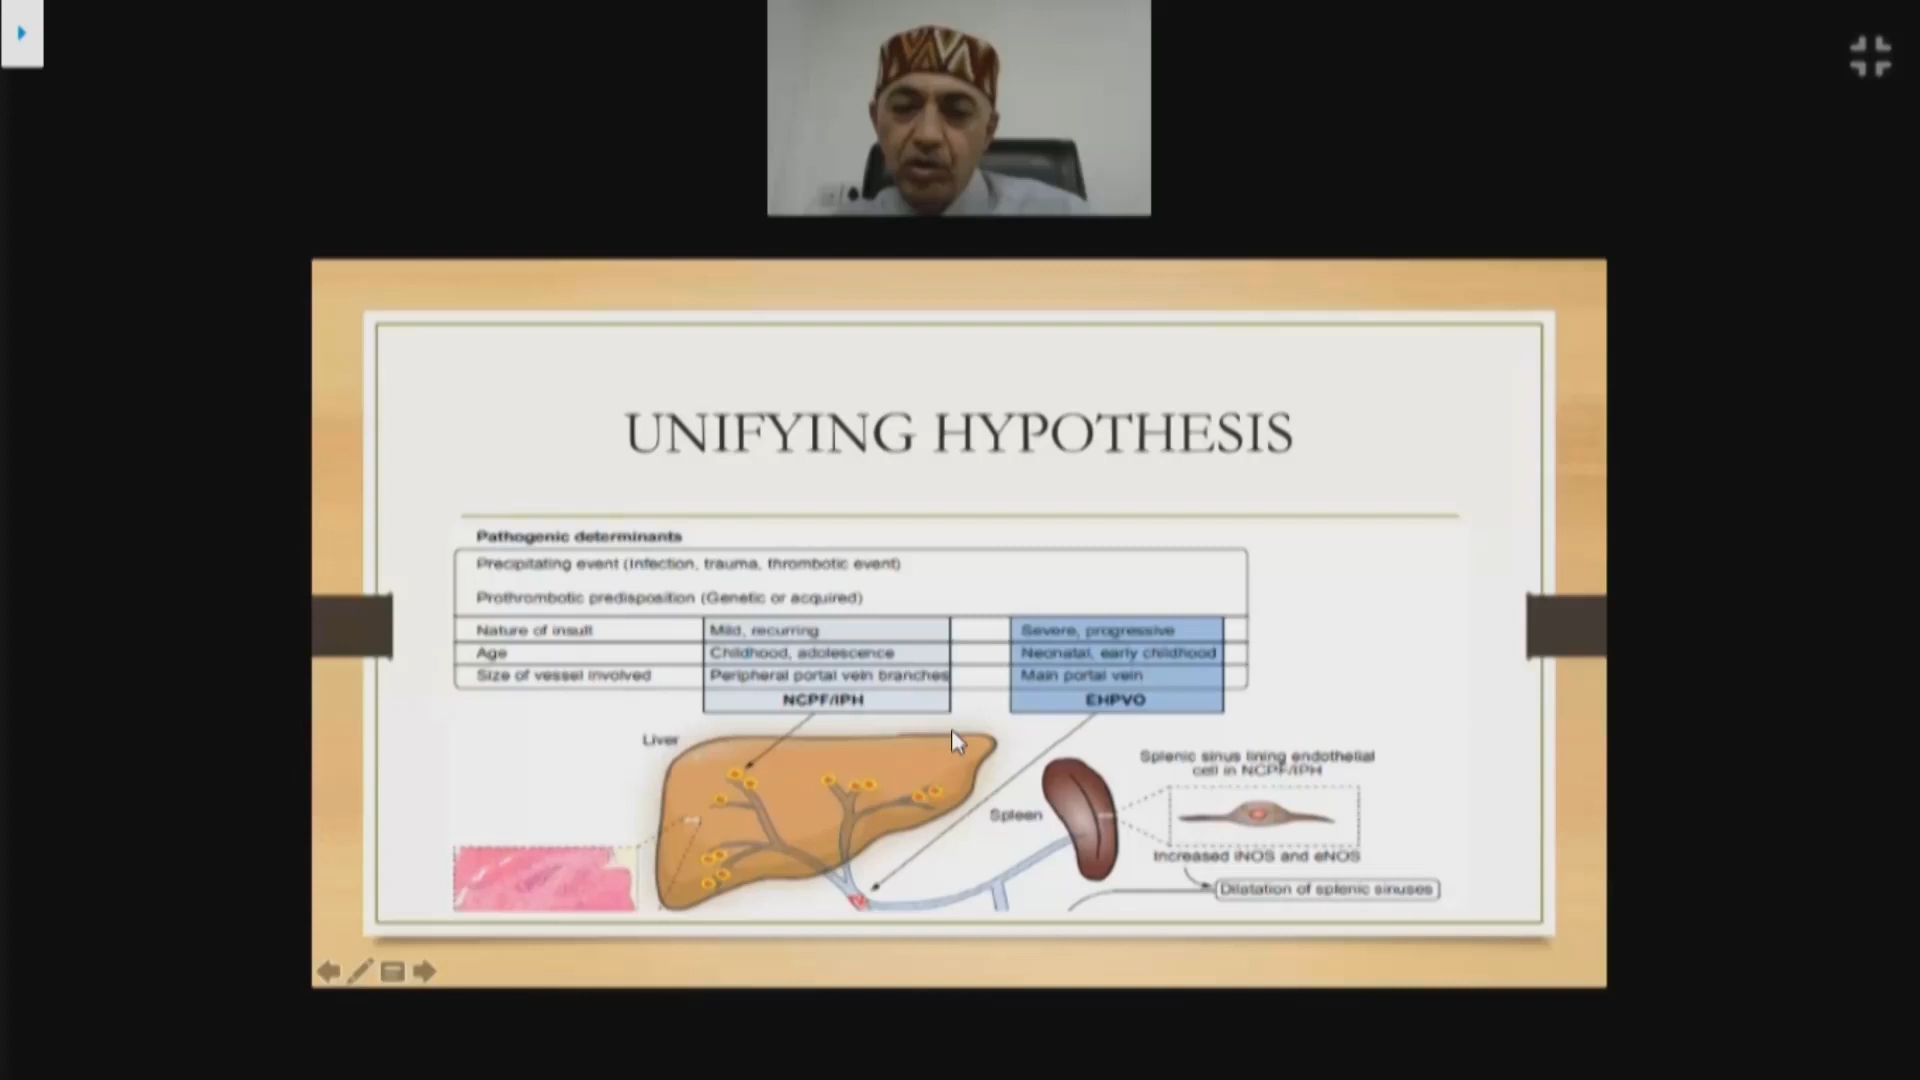 UNIFYING HYPOTHESIS
Pathogenic determinants
Precipitating event (Infection, trauma, thrombotic event)
Prothrombotic predisposition (Genetic or acquired)
Nature of insult Mild, recurring Severe, progressive
Age Childhood, adolescence Neonatal, early childhood
Size of vessel involved Peripheral portal vein branches Main portal vein
NCPF/IPH EHPVO
Liver
Splenic sinus lining endothelial
cell in NCPF/IPH
Spleen
Increased iNOS and eNOS
Dilatation of splenic sinuses